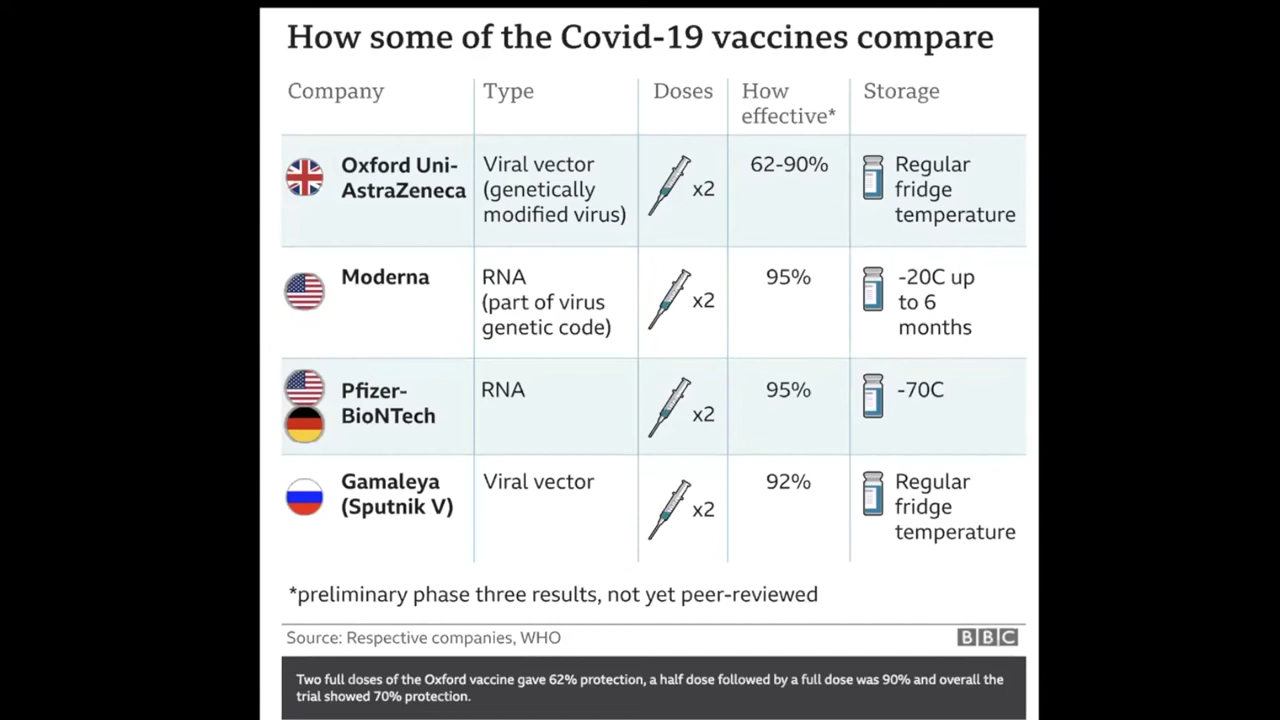 How some of the Covid-19 vaccines compare
Company
Type
Doses
How
effective*
Storage
Oxford Uni-
AstraZeneca
Viral vector
(genetically
modified virus)
x2
62-90%
Regular
fridge
temperature
Moderna
RNA
(part of virus
genetic code)
x2
95%
-20C up
to 6
months
Pfizer-
BioNTech
RNA
x2
95%
-70C
Gamaleya
(Sputnik V)
Viral vector
x2
92%
Regular
fridge
temperature
*preliminary phase three results, not yet peer-reviewed
Source: Respective companies, WHO
BBC
Two full doses of the Oxford vaccine gave 62% protection, a half dose followed by a full dose was 90% and overall the
trial showed 70% protection.